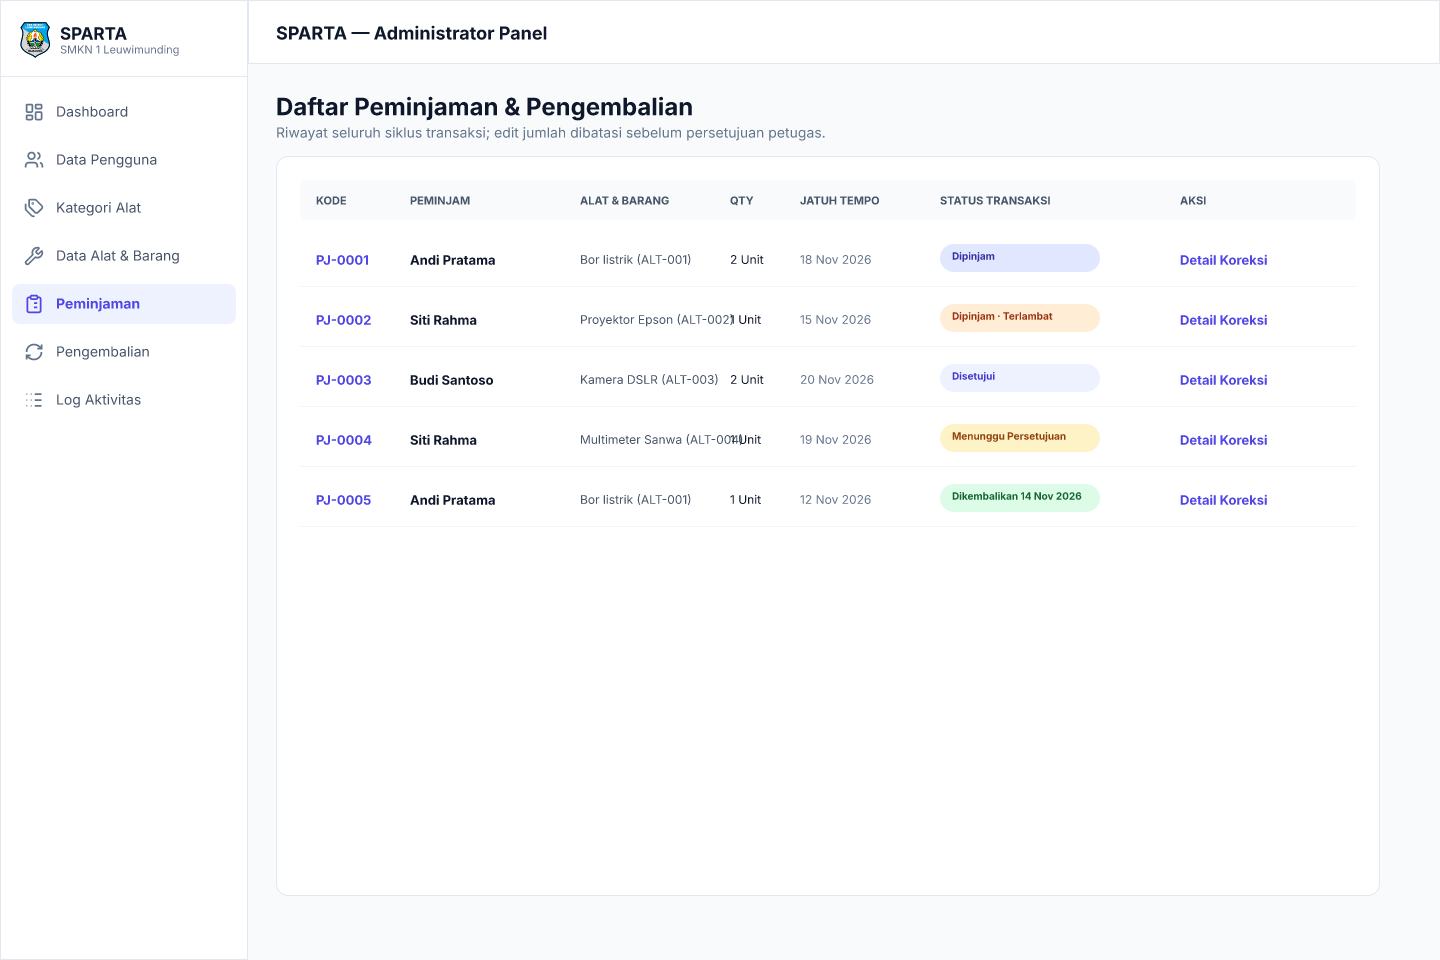 SPARTA
SMKN 1 Leuwimunding
SPARTA — Administrator Panel
Dashboard
Data Pengguna
Kategori Alat
Data Alat & Barang
Peminjaman
Pengembalian
Log Aktivitas
Daftar Peminjaman & Pengembalian
Riwayat seluruh siklus transaksi; edit jumlah dibatasi sebelum persetujuan petugas.
KODE PEMINJAM ALAT & BARANG QTY JATUH TEMPO STATUS TRANSAKSI AKSI
PJ-0001 Andi Pratama Bor listrik (ALT-001) 2 Unit 18 Nov 2026 Dipinjam Detail Koreksi
PJ-0002 Siti Rahma Proyektor Epson (ALT-002) 1 Unit 15 Nov 2026 Dipinjam · Terlambat Detail Koreksi
PJ-0003 Budi Santoso Kamera DSLR (ALT-003) 2 Unit 20 Nov 2026 Disetujui Detail Koreksi
PJ-0004 Siti Rahma Multimeter Sanwa (ALT-004) 1 Unit 19 Nov 2026 Menunggu Persetujuan Detail Koreksi
PJ-0005 Andi Pratama Bor listrik (ALT-001) 1 Unit 12 Nov 2026 Dikembalikan 14 Nov 2026 Detail Koreksi